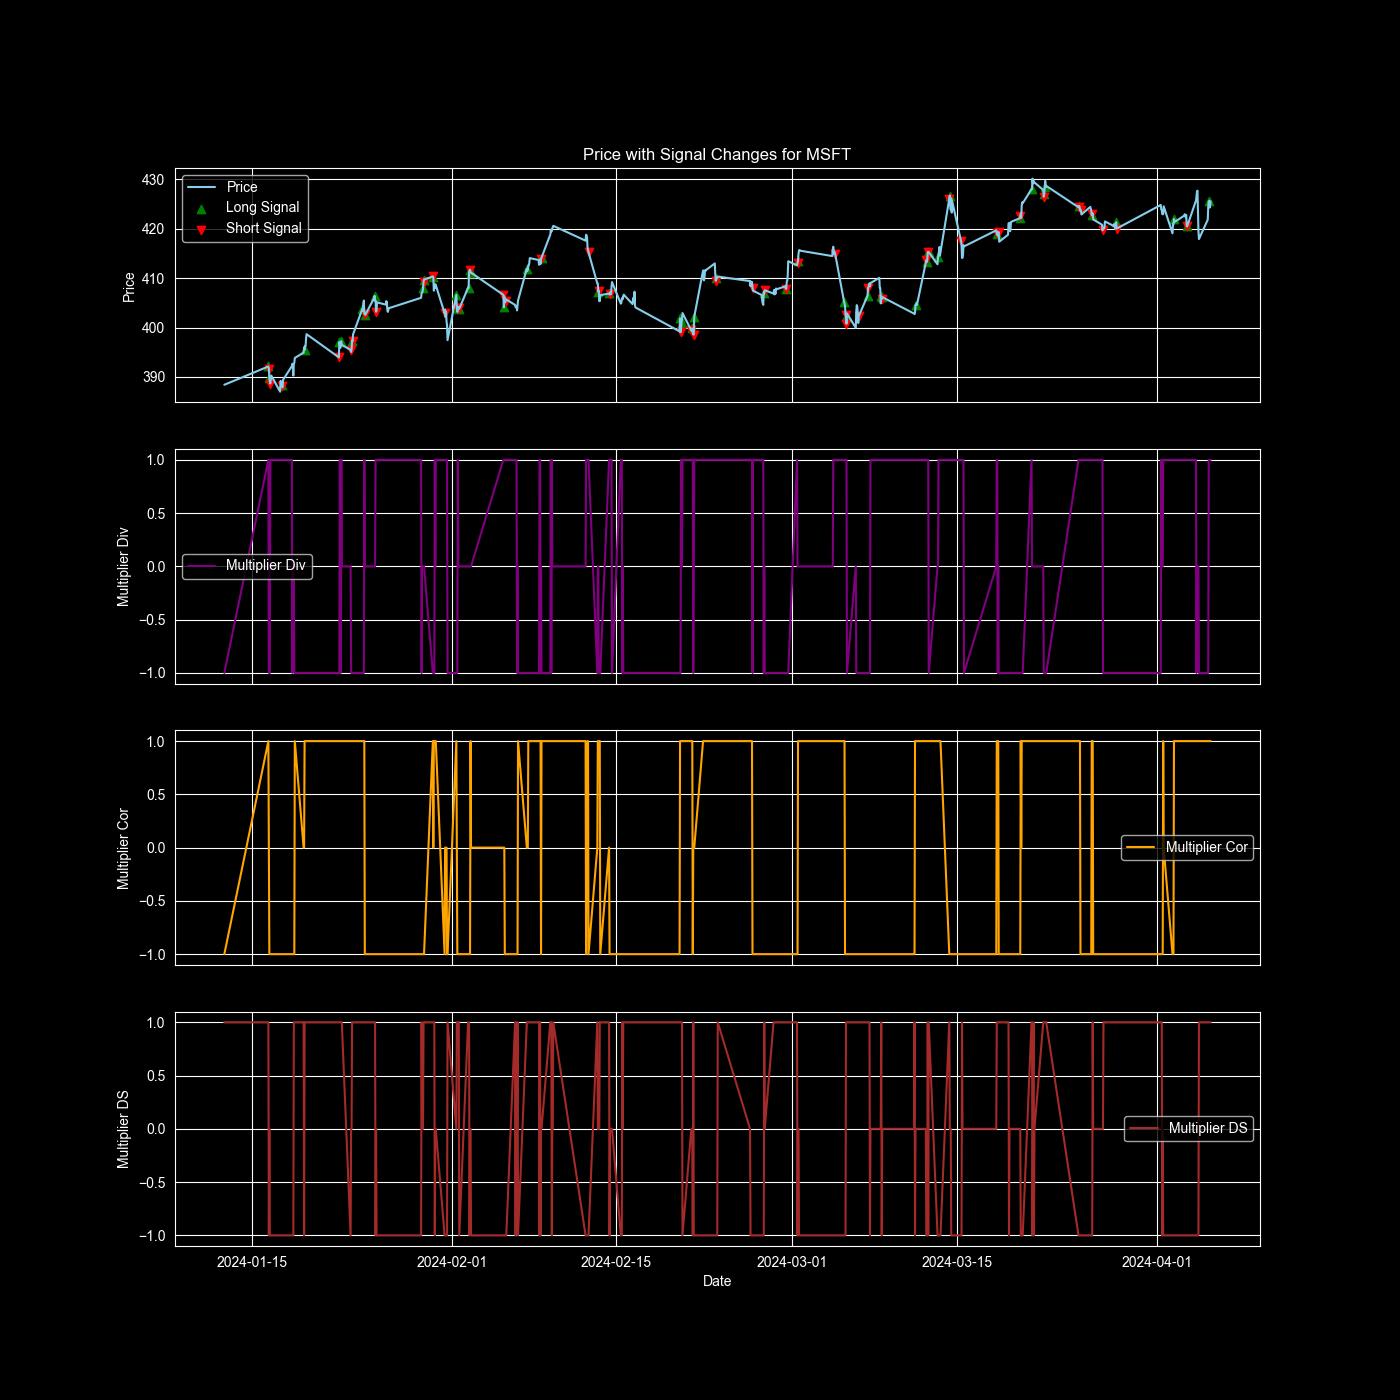 Price with Signal Changes for MSFT
430
420
410
400
390
Price
Price
Long Signal
Short Signal
1.0
0.5
0.0
−0.5
−1.0
Multiplier Div
Multiplier Div
1.0
0.5
0.0
−0.5
−1.0
Multiplier Cor
Multiplier Cor
1.0
0.5
0.0
−0.5
−1.0
Multiplier DS
Multiplier DS
2024-01-15 2024-02-01 2024-02-15 2024-03-01 2024-03-15 2024-04-01
Date